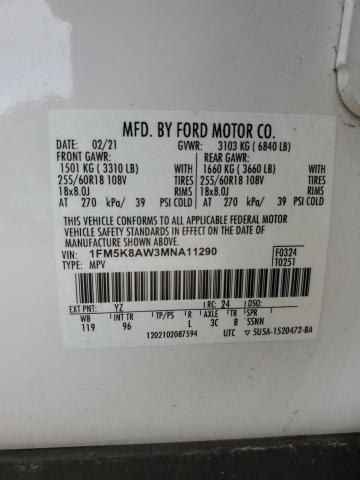 MFD. BY FORD MOTOR CO.
DATE: 02/21 GVWR: 3103 KG ( 6840 LB)
FRONT GAWR: REAR GAWR:
1501 KG ( 3310 LB) WITH 1660 KG ( 3660 LB) WITH
255/60R18 108V TIRES 255/60R18 108V TIRES
18x8.0J RIMS 18x8.0J RIMS
AT 270 kPa/ 39 PSI COLD AT 270 kPa/ 39 PSI COLD
THIS VEHICLE CONFORMS TO ALL APPLICABLE FEDERAL MOTOR
VEHICLE SAFETY STANDARDS IN EFFECT ON THE DATE OF
MANUFACTURE SHOWN ABOVE.
VIN: 1FM5K8AW3MNA11290
TYPE: MPV
F0324
T0251
EXT PNT: YZ RC: 24 DSO:
WB INT TR TP/PS R AXLE TR SPR
119 96 L 3C B SSNN
1202102087594 UTC 5U5A-1520472-BA